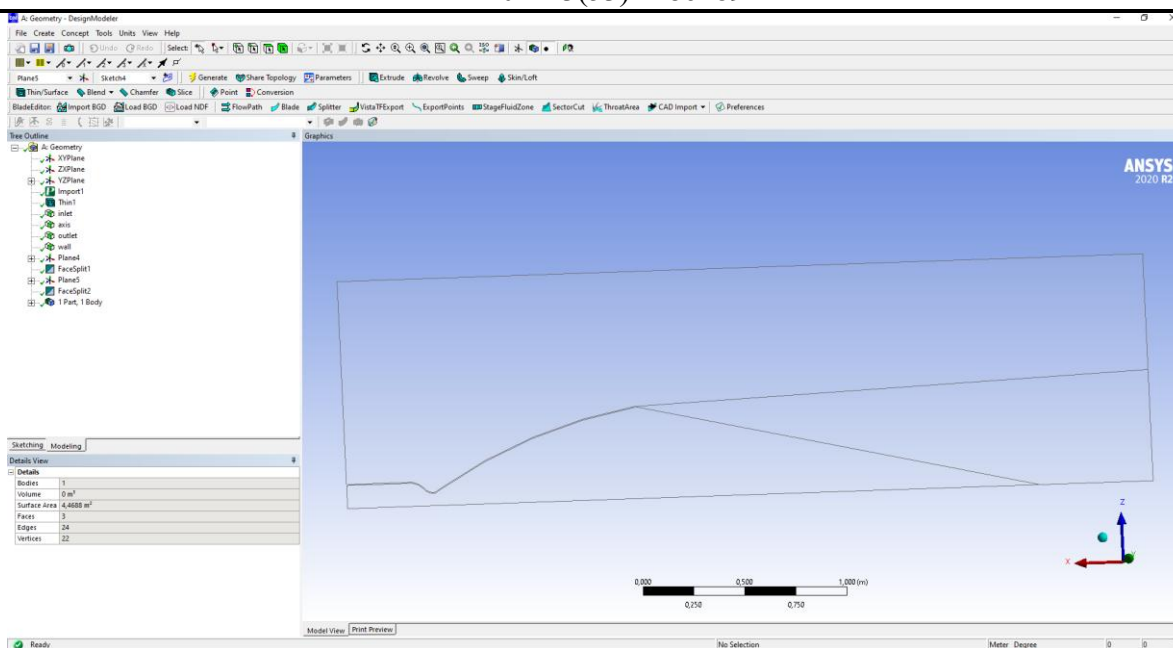 A: Geometry - DesignModeler
File Create Concept Tools Units View Help
Undo Redo Select:
Plane5 Sketch4 Generate Share Topology Parameters Extrude Revolve Sweep Skin/Loft
Thin/Surface Blend Chamfer Slice Point Conversion
BladeEditor: Import BGD Load BGD Load NDF FlowPath Blade Splitter VistaTFExport ExportPoints StageFluidZone SectorCut ThroatArea CAD Import Preferences
Tree Outline
A: Geometry
XYPlane
ZXPlane
YZPlane
Import1
Thin1
inlet
axis
outlet
wall
Plane4
FaceSplit1
Plane5
FaceSplit2
1 Part, 1 Body
Sketching Modeling
Details View
Details
Bodies 1
Volume 0 m³
Surface Area 4,4688 m²
Faces 3
Edges 24
Vertices 22
Graphics
ANSYS
2020 R2
Z
X
0,000 0,500 1,000 (m)
0,250 0,750
Model View Print Preview
Ready No Selection Meter Degree 0 0